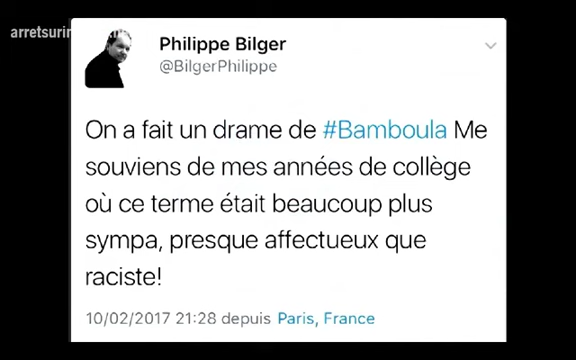 arretsurim
Philippe Bilger
@BilgerPhilippe
On a fait un drame de #Bamboula Me
souviens de mes années de collège
où ce terme était beaucoup plus
sympa, presque affectueux que
raciste!
10/02/2017 21:28 depuis Paris, France